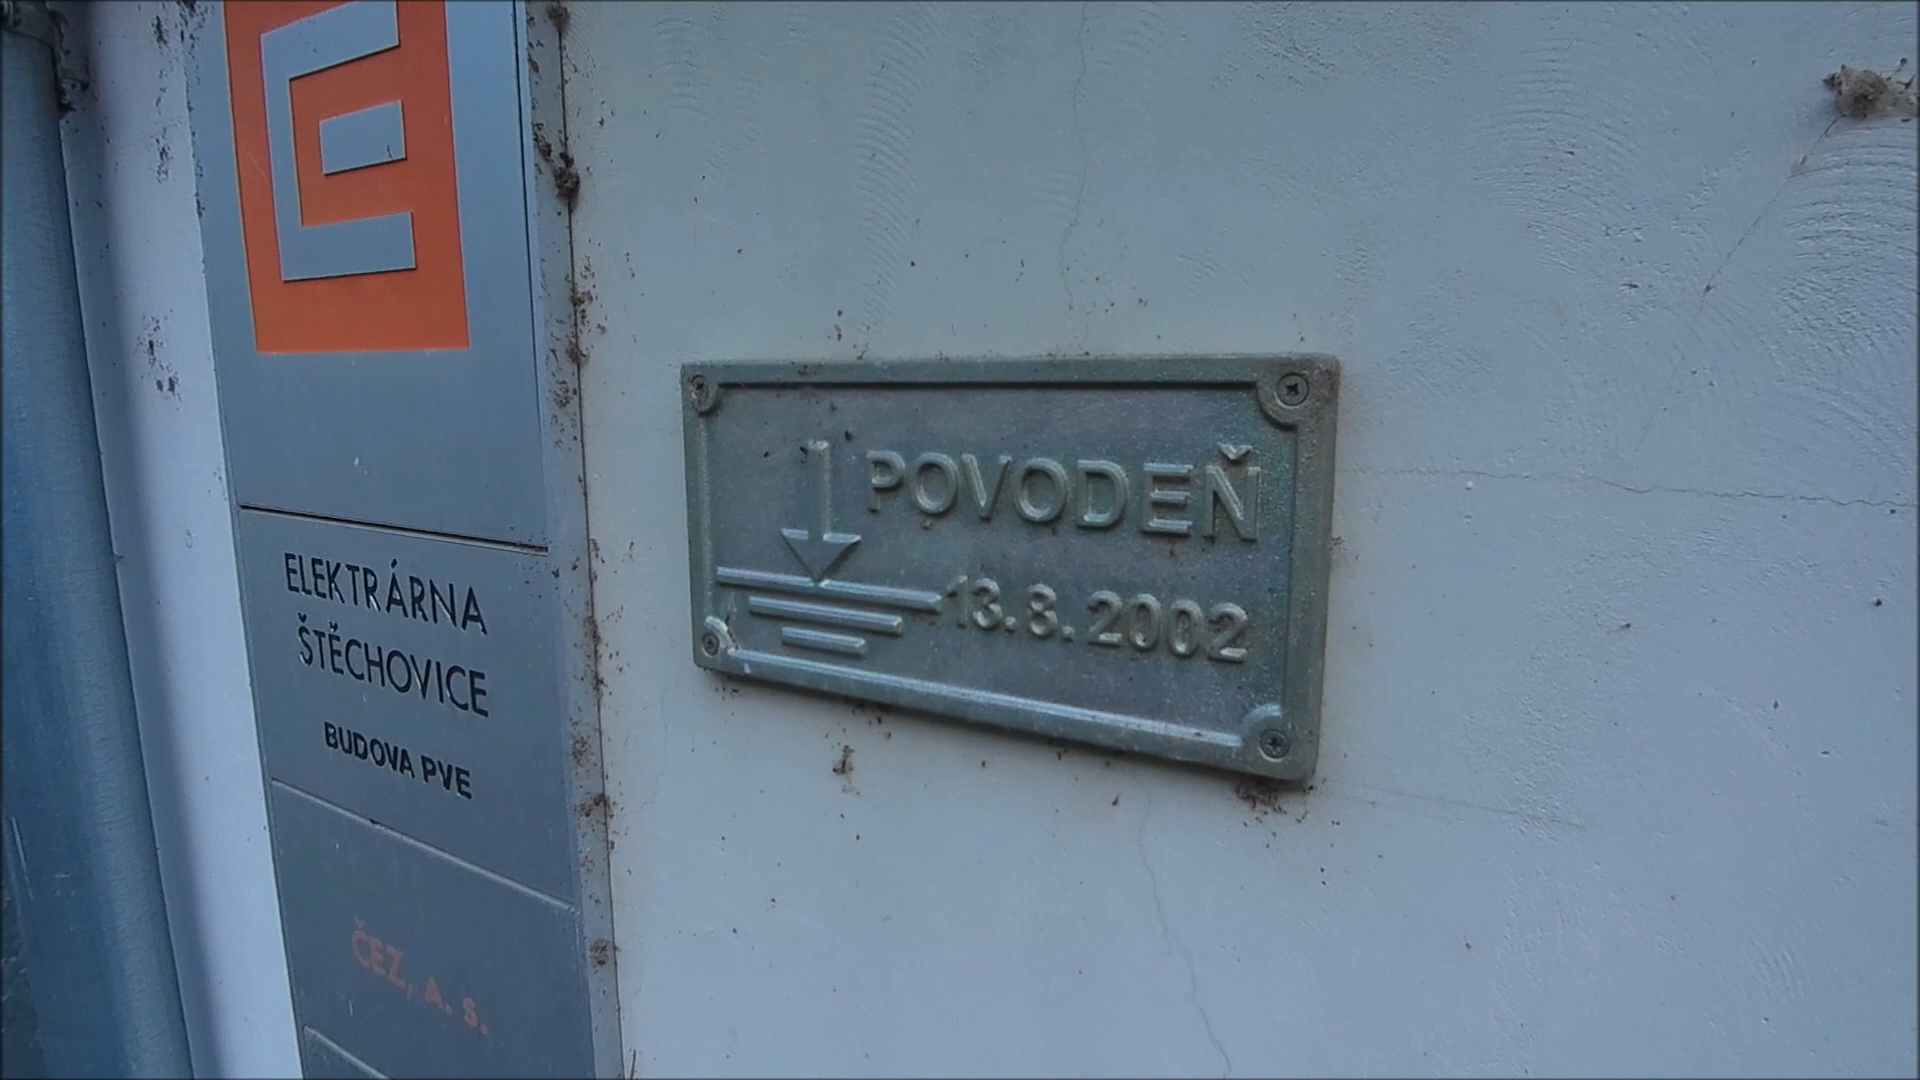 ELEKTRÁRNA
ŠTĚCHOVICE
BUDOVA PVE
ČEZ, A. S.
POVODEŇ
13.8.2002